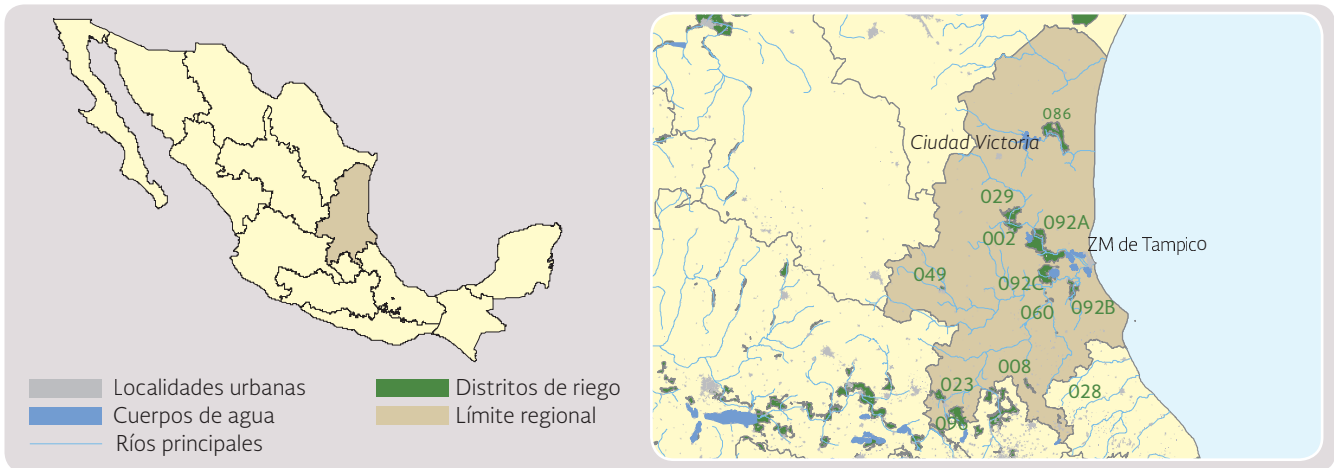 Localidades urbanas
Cuerpos de agua
Ríos principales
Distritos de riego
Límite regional
086
Ciudad Victoria
029
092A
002
ZM de Tampico
049
092C
092B
060
008
023
028
096